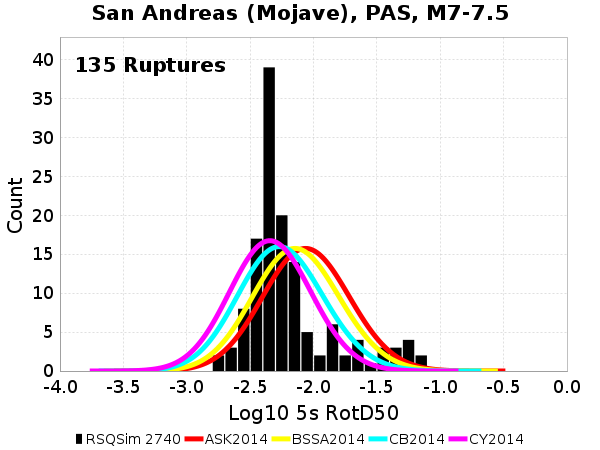 San Andreas (Mojave), PAS, M7-7.5
135 Ruptures
Count
40
35
30
25
20
15
10
5
0
-4.0 -3.5 -3.0 -2.5 -2.0 -1.5 -1.0 -0.5 0.0
Log10 5s RotD50
RSQSim 2740 ASK2014 BSSA2014 CB2014 CY2014